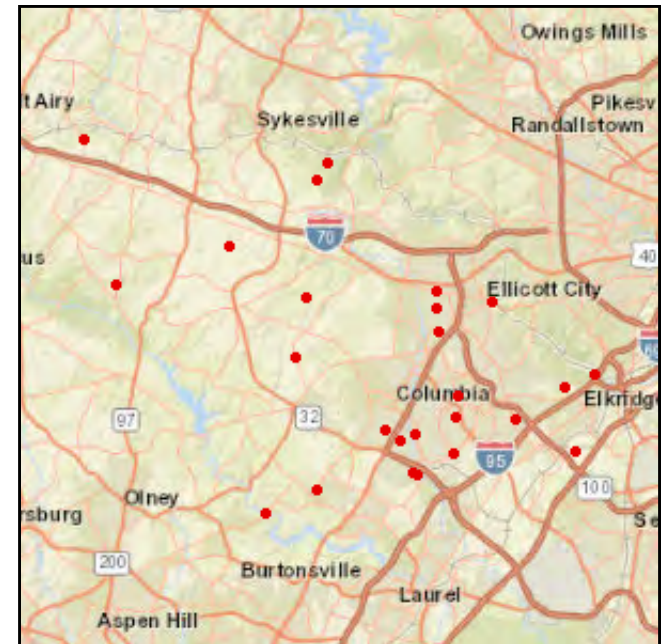 Owings Mills
t Airy
Pikesv
Sykesville
Randallstown
70
40
us
Ellicott City
Columbia
Elkridge
97
32
95
100
Olney
rsburg
Se
200
Burtonsville
Laurel
Aspen Hill